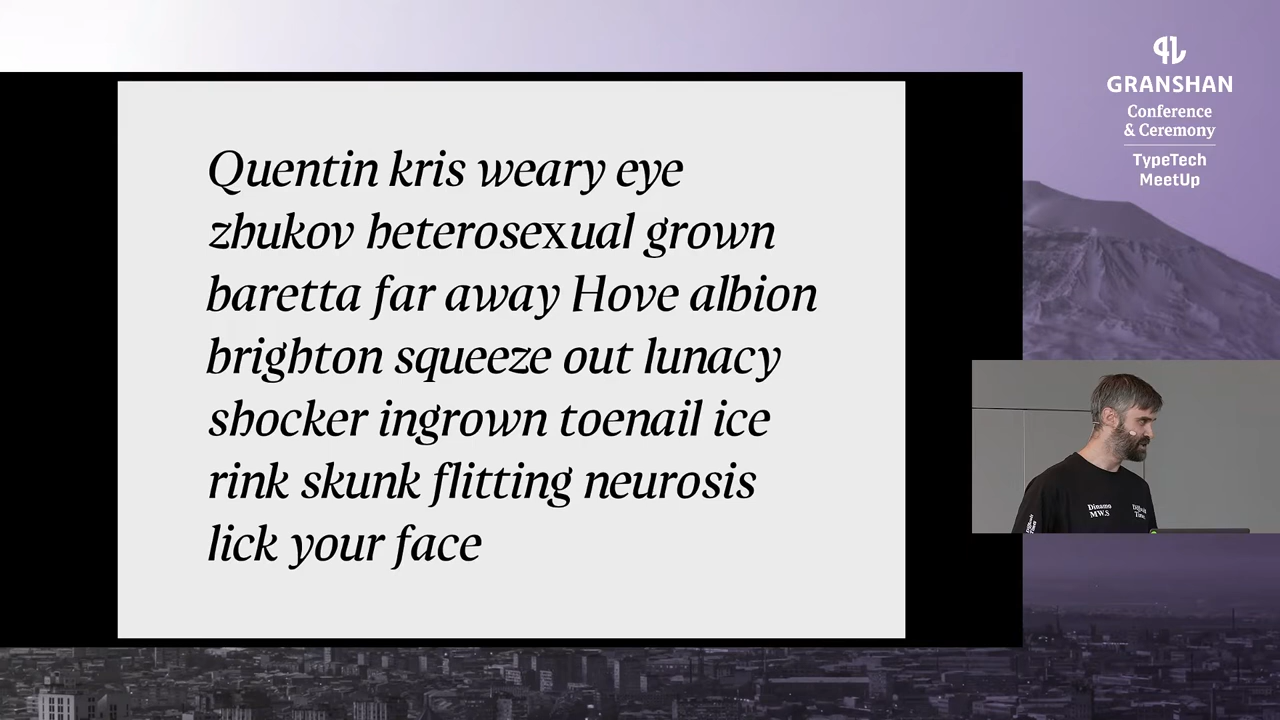 Quentin kris weary eye
zhukov heterosexual grown
baretta far away Hove albion
brighton squeeze out lunacy
shocker ingrown toenail ice
rink skunk flitting neurosis
lick your face
GRANSHAN
Conference
& Ceremony
TypeTech
MeetUp
Dinamo
MW.S